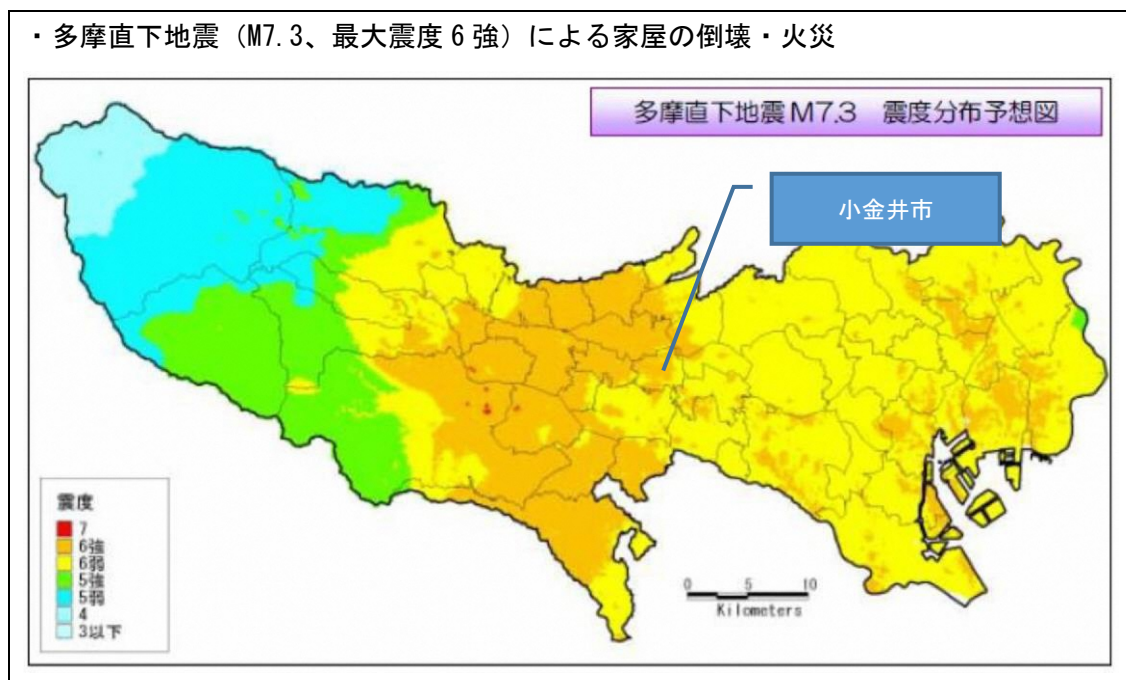 ・多摩直下地震（M7.3、最大震度6強）による家屋の倒壊・火災
多摩直下地震M7.3　震度分布予想図
小金井市
震度
7
6強
6弱
5強
5弱
4
3以下
0 5 10
Kilometers